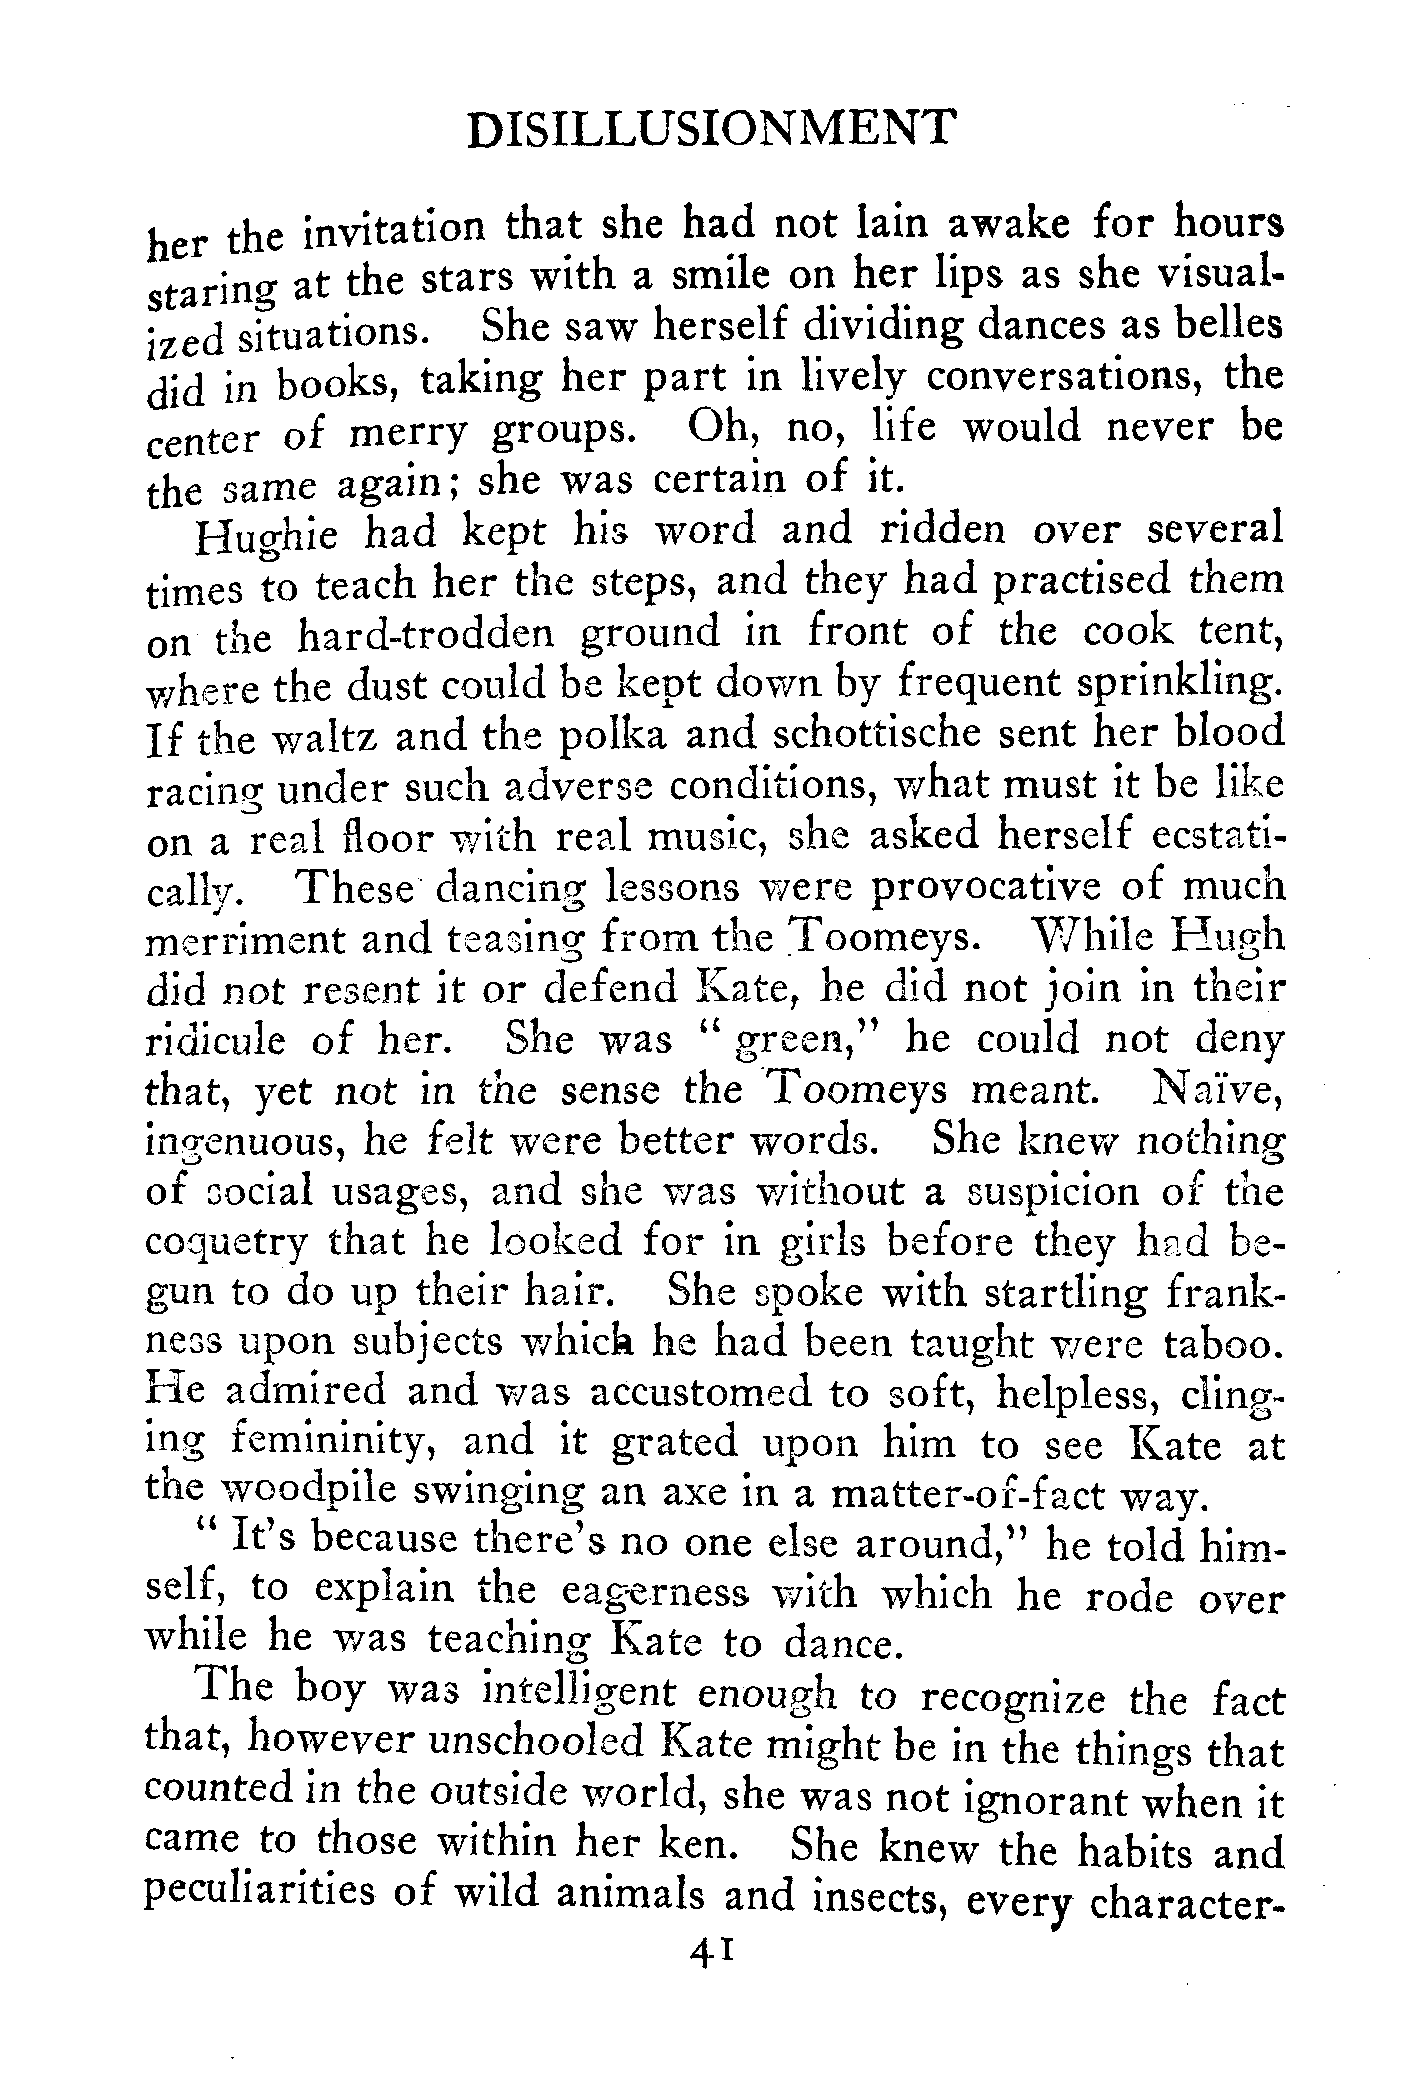 DISILLUSIONMENT
her the invitation that she had not lain awake for hours
staring at the stars with a smile on her lips as she visual-
ized situations. She saw herself dividing dances as belles
did in books, taking her part in lively conversations, the
center of merry groups. Oh, no, life would never be
the same again; she was certain of it.
Hughie had kept his word and ridden over several
times to teach her the steps, and they had practised them
on the hard-trodden ground in front of the cook tent,
where the dust could be kept down by frequent sprinkling.
If the waltz and the polka and schottische sent her blood
racing under such adverse conditions, what must it be like
on a real floor with real music, she asked herself ecstati-
cally. These dancing lessons were provocative of much
merriment and teasing from the Toomeys. While Hugh
did not resent it or defend Kate, he did not join in their
ridicule of her. She was " green," he could not deny
that, yet not in the sense the Toomeys meant. Naïve,
ingenuous, he felt were better words. She knew nothing
of social usages, and she was without a suspicion of the
coquetry that he looked for in girls before they had be-
gun to do up their hair. She spoke with startling frank-
ness upon subjects which he had been taught were taboo.
He admired and was accustomed to soft, helpless, cling-
ing femininity, and it grated upon him to see Kate at
the woodpile swinging an axe in a matter-of-fact way.
" It's because there's no one else around," he told him-
self, to explain the eagerness with which he rode over
while he was teaching Kate to dance.
The boy was intelligent enough to recognize the fact
that, however unschooled Kate might be in the things that
counted in the outside world, she was not ignorant when it
came to those within her ken. She knew the habits and
peculiarities of wild animals and insects, every character-
41